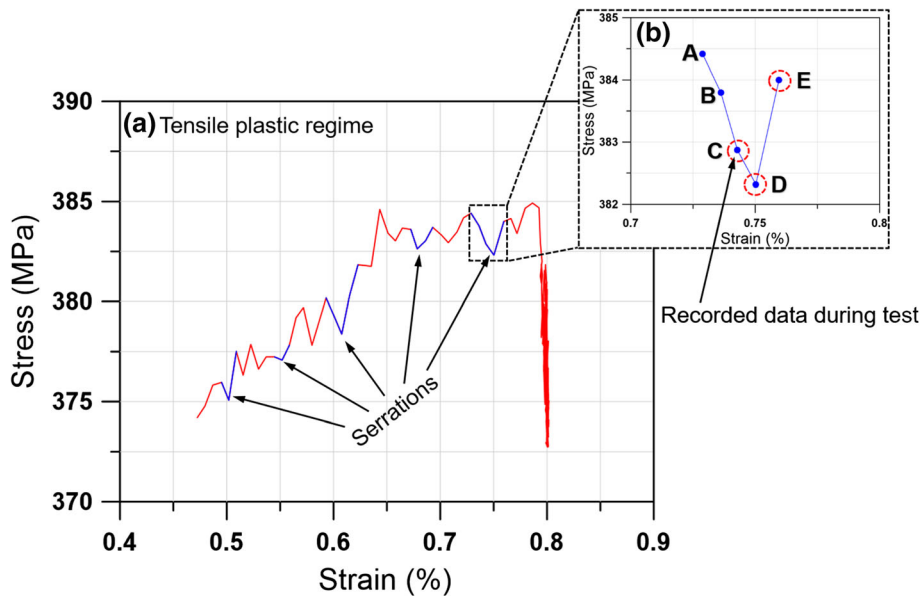 (a) Tensile plastic regime
Stress (MPa)
390
385
380
375
370
0.4 0.5 0.6 0.7 0.8 0.9
Strain (%)
Serrations
(b)
Stress (MPa)
385
384
383
382
A
B
C
D
E
0.7 0.75 0.8
Strain (%)
Recorded data during test